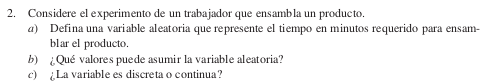 2. Considere el experimento de un trabajador que ensambla un producto.
a) Defina una variable aleatoria que represente el tiempo en minutos requerido para ensam-
blar el producto.
b) ¿Qué valores puede asumir la variable aleatoria?
c) ¿La variable es discreta o continua?